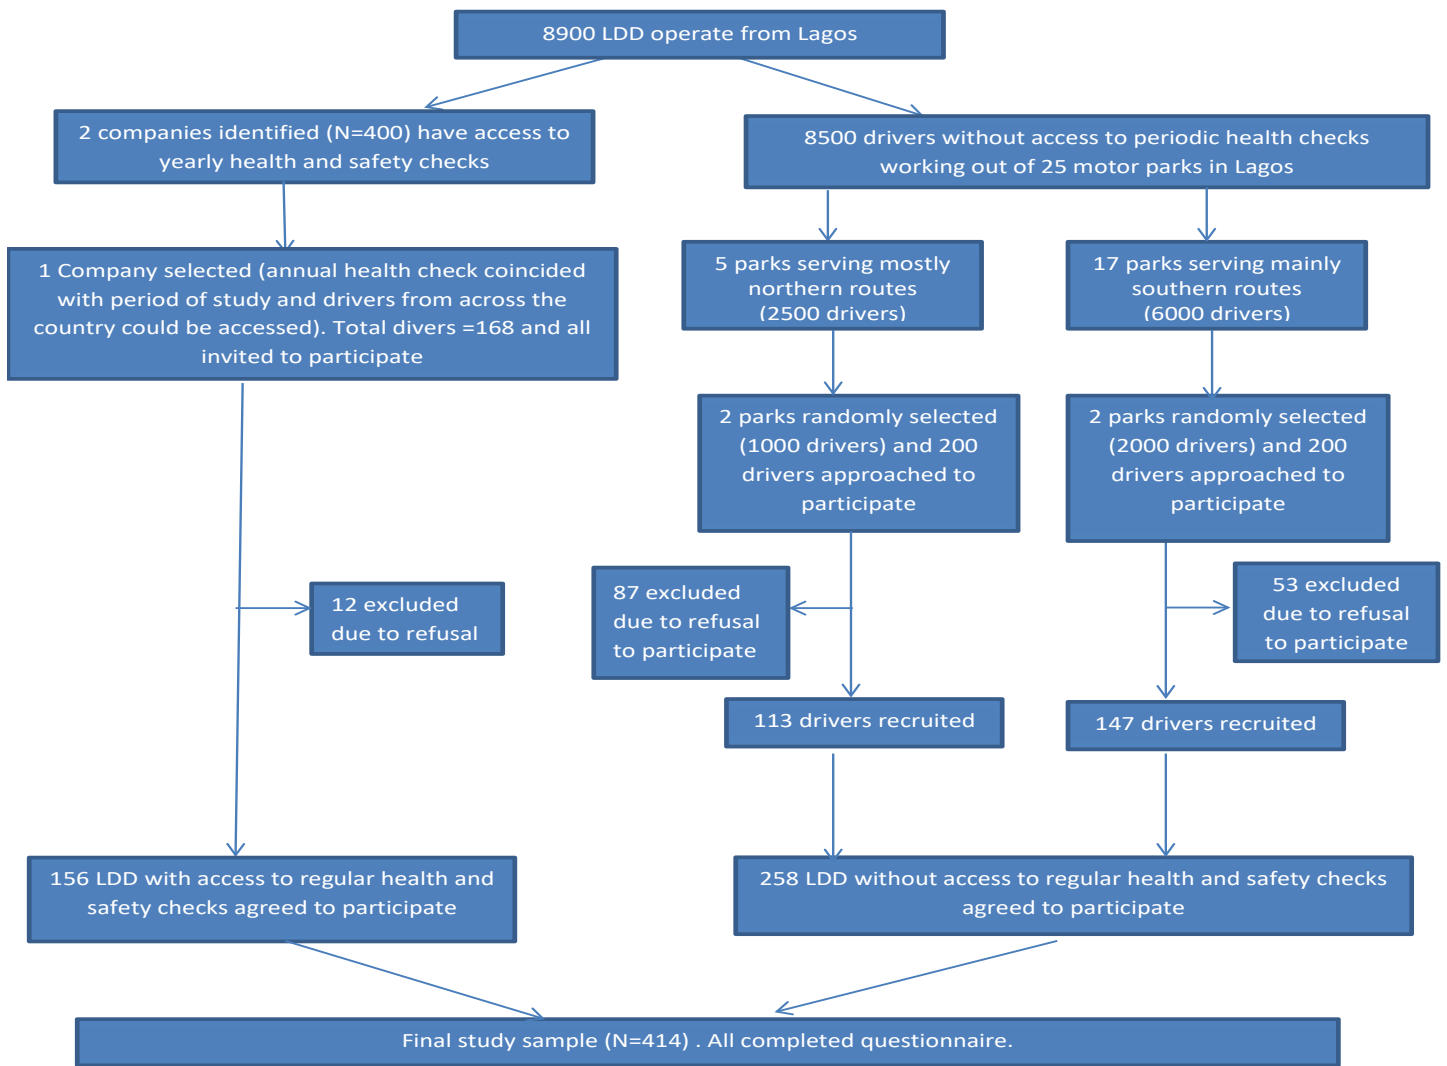 8900 LDD operate from Lagos
2 companies identified (N=400) have access to
yearly health and safety checks
8500 drivers without access to periodic health checks
working out of 25 motor parks in Lagos
1 Company selected (annual health check coincided
with period of study and drivers from across the
country could be accessed). Total divers =168 and all
invited to participate
5 parks serving mostly
northern routes
(2500 drivers)
17 parks serving mainly
southern routes
(6000 drivers)
2 parks randomly selected
(1000 drivers) and 200
drivers approached to
participate
2 parks randomly selected
(2000 drivers) and 200
drivers approached to
participate
12 excluded
due to refusal
87 excluded
due to refusal
to participate
53 excluded
due to refusal
to participate
113 drivers recruited
147 drivers recruited
156 LDD with access to regular health and
safety checks agreed to participate
258 LDD without access to regular health and safety checks
agreed to participate
Final study sample (N=414) . All completed questionnaire.